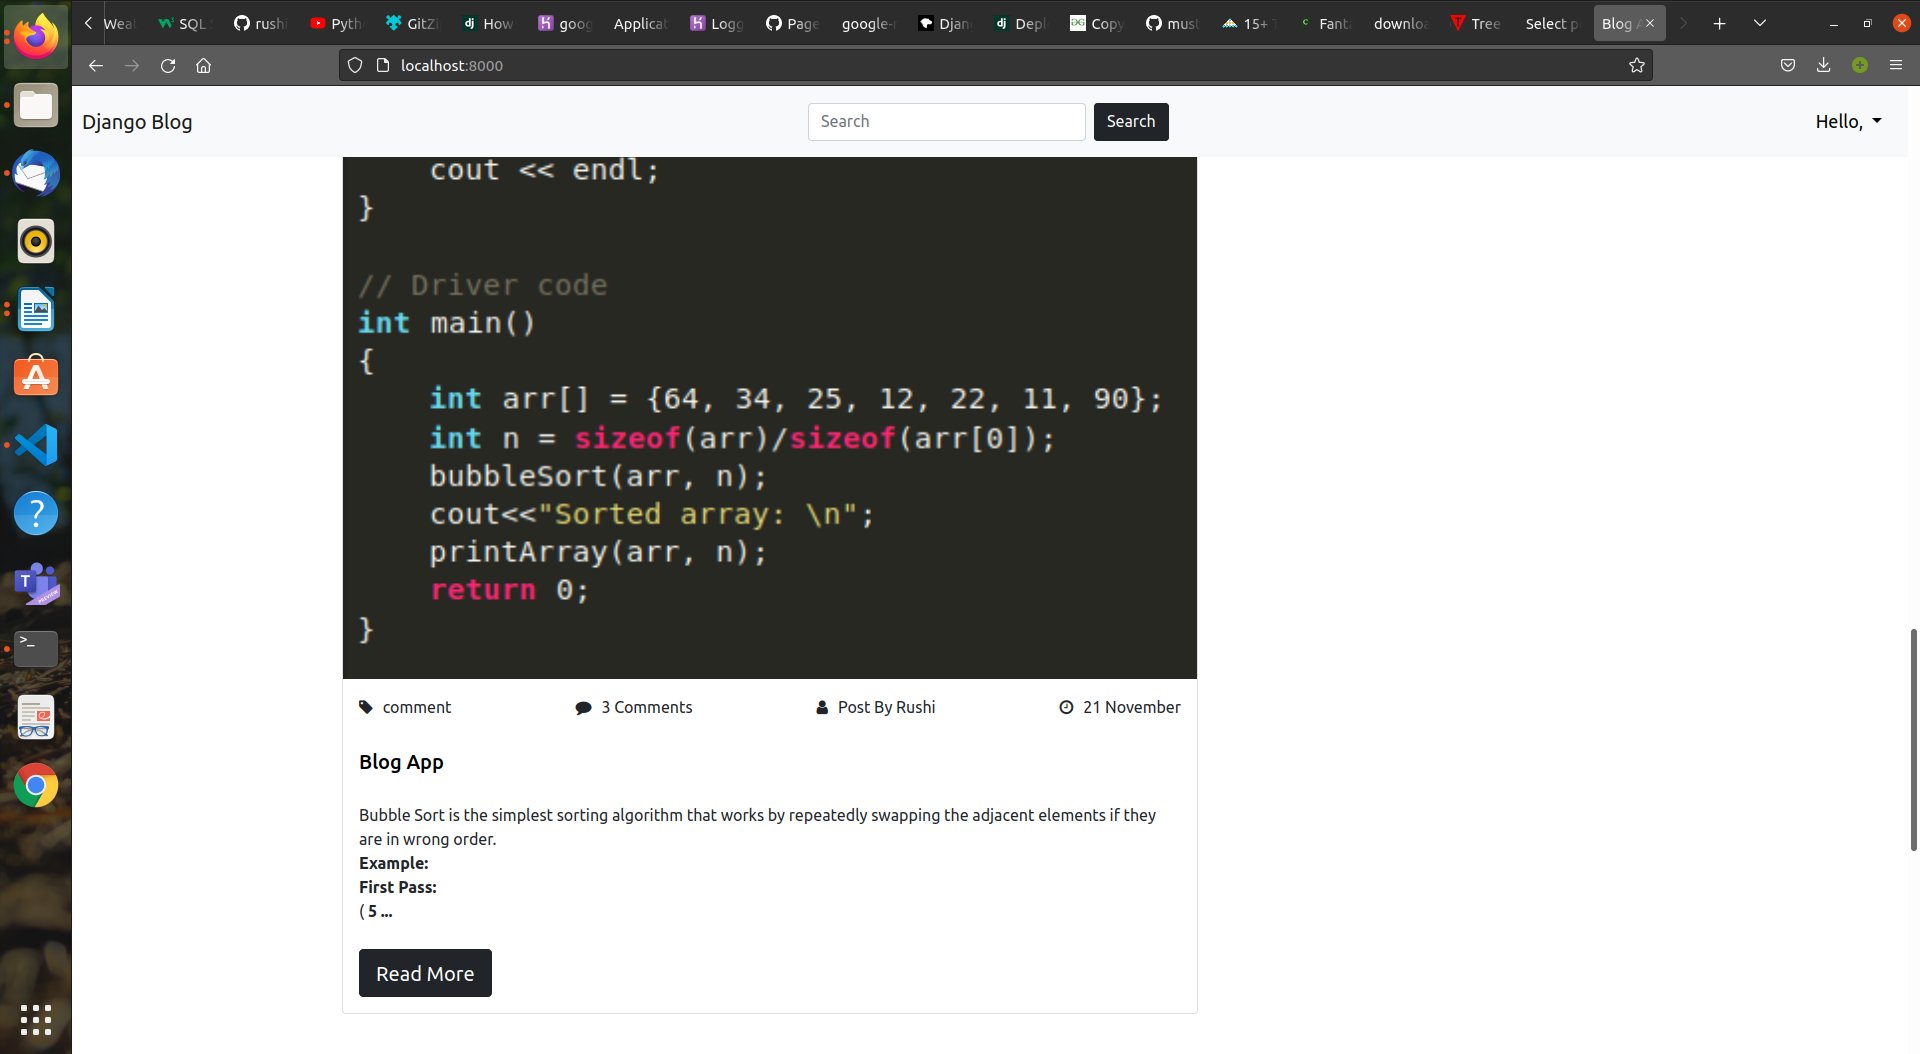 Weat
SQL
rushi
Pyth
GitZi
How
goog
Applicat
Logg
Page
google-
Djan
Depl
Copy
must
15+ T
Fanta
downloa
Tree
Select p
Blog A
localhost:8000
Django Blog
Search
Search
Hello,
cout << endl;
}
// Driver code
int main()
{
int arr[] = {64, 34, 25, 12, 22, 11, 90};
int n = sizeof(arr)/sizeof(arr[0]);
bubbleSort(arr, n);
cout<<"Sorted array: \n";
printArray(arr, n);
return 0;
}
comment
3 Comments
Post By Rushi
21 November
Blog App
Bubble Sort is the simplest sorting algorithm that works by repeatedly swapping the adjacent elements if they
are in wrong order.
Example:
First Pass:
( 5 ...
Read More